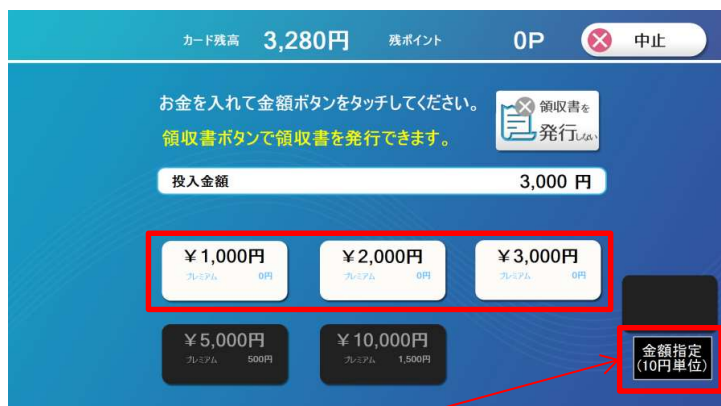 カード残高 3,280円 残ポイント 0P 中止
お金を入れて金額ボタンをタッチしてください。
領収書ボタンで領収書を発行できます。
領収書を
発行しない
投入金額 3,000 円
¥1,000円 ¥2,000円 ¥3,000円
プレミアム 0円 プレミアム 0円 プレミアム 0円
¥5,000円 ¥10,000円
プレミアム 500円 プレミアム 1,500円
金額指定
(10円単位)